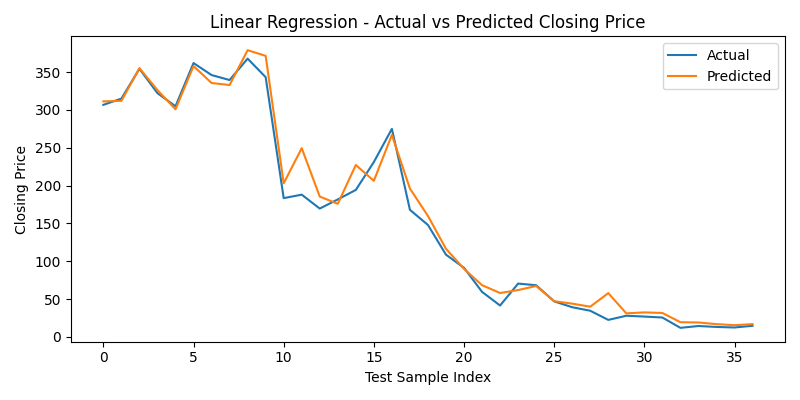 Linear Regression - Actual vs Predicted Closing Price
Actual
Predicted
Closing Price
350
300
250
200
150
100
50
0
0 5 10 15 20 25 30 35
Test Sample Index